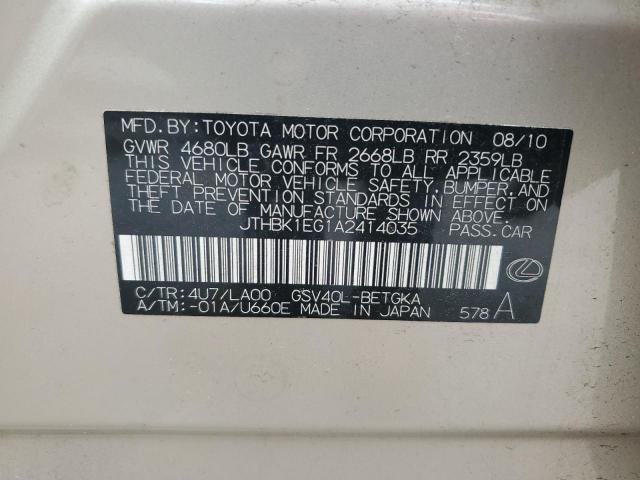 MFD.BY:TOYOTA MOTOR CORPORATION 08/10
GVWR 4680LB GAWR FR 2668LB RR 2359LB
THIS VEHICLE CONFORMS TO ALL APPLICABLE
FEDERAL MOTOR VEHICLE SAFETY,BUMPER,AND
THEFT PREVENTION STANDARDS IN EFFECT ON
THE DATE OF MANUFACTURE SHOWN ABOVE.
JTHBK1EG1A2414035 PASS.CAR
C/TR:4U7/LA00 GSV40L-BETGKA
A/TM:-01A/U660E MADE IN JAPAN 578 A